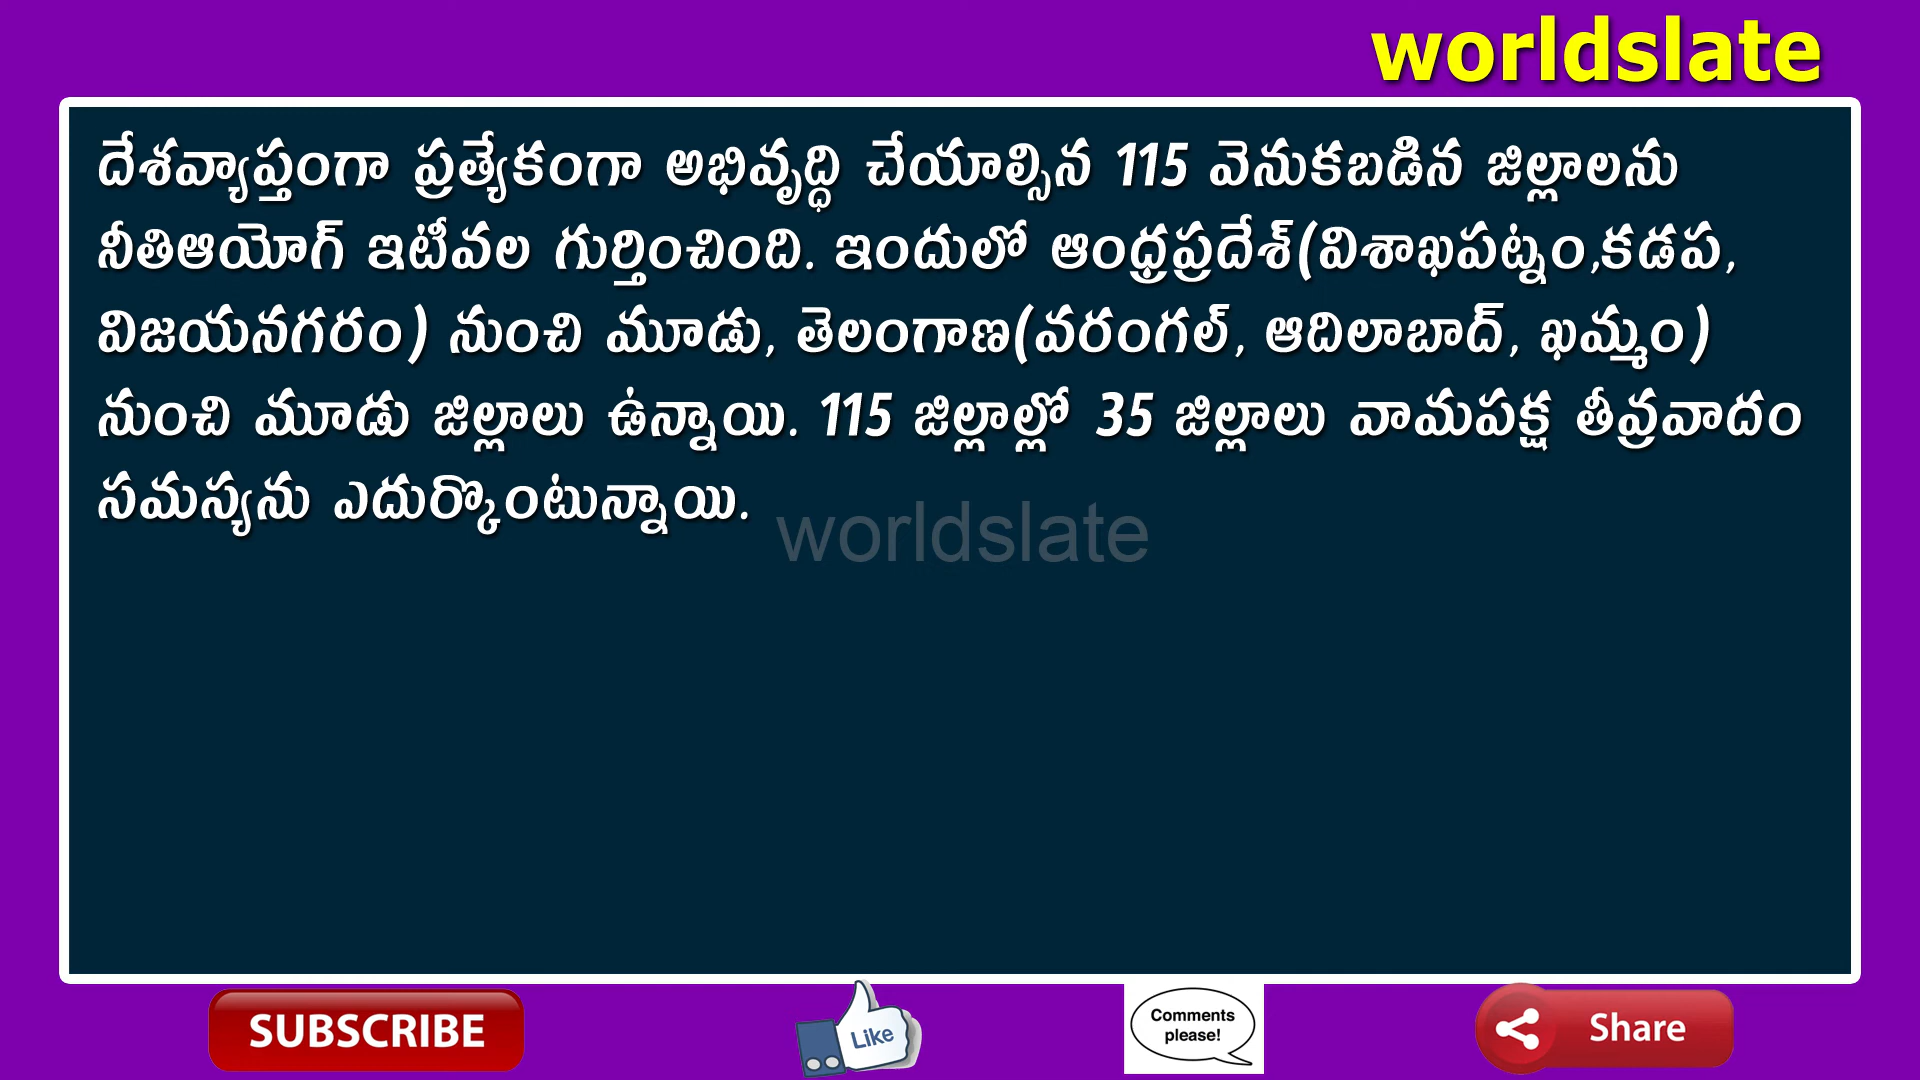 worldslate
దేశవ్యాప్తంగా ప్రత్యేకంగా అభివృద్ధి చేయాల్సిన 115 వెనుకబడిన జిల్లాలను
నీతిఆయోగ్ ఇటీవల గుర్తించింది. ఇందులో ఆంధ్రప్రదేశ్(విశాఖపట్నం,కడప,
విజయనగరం) నుంచి మూడు, తెలంగాణ(వరంగల్, ఆదిలాబాద్, ఖమ్మం)
నుంచి మూడు జిల్లాలు ఉన్నాయి. 115 జిల్లాల్లో 35 జిల్లాలు వామపక్ష తీవ్రవాదం
సమస్యను ఎదుర్కొంటున్నాయి.
worldslate
SUBSCRIBE
Like
Comments
please!
Share